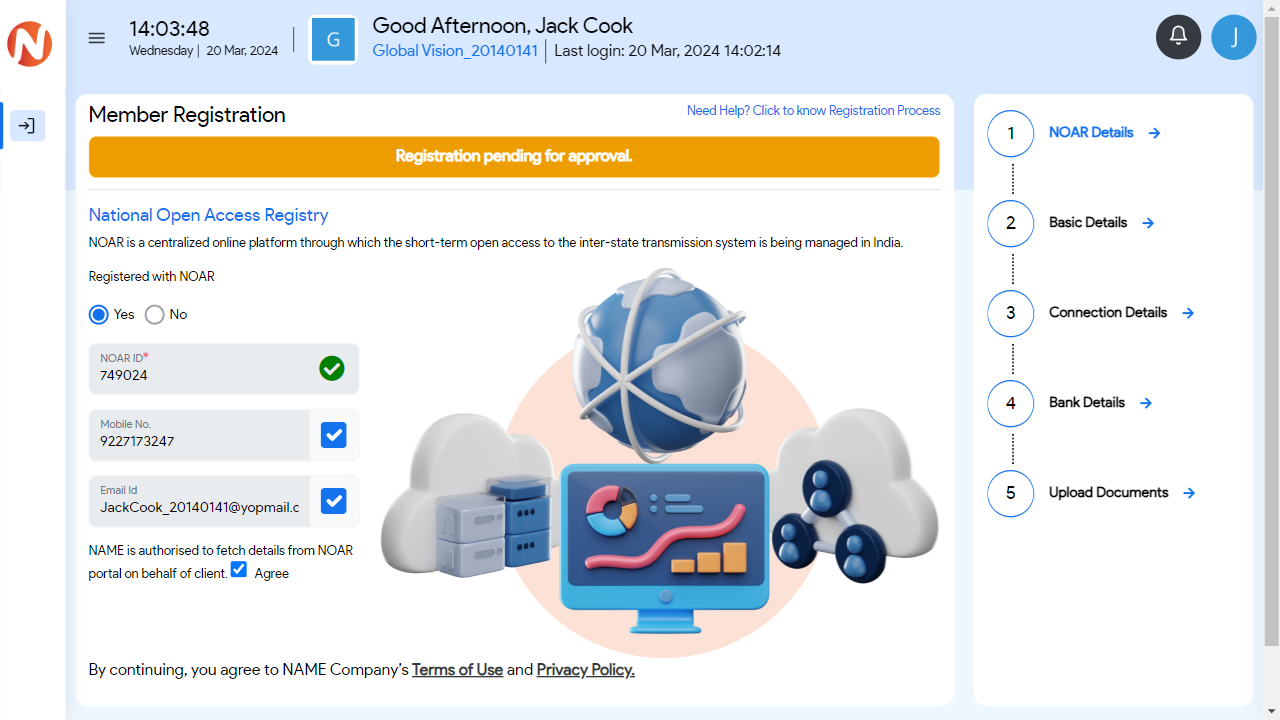 14:03:48
Wednesday | 20 Mar, 2024
G
Good Afternoon, Jack Cook
Global Vision_20140141 | Last login: 20 Mar, 2024 14:02:14
J
Member Registration
Need Help? Click to know Registration Process
Registration pending for approval.
National Open Access Registry
NOAR is a centralized online platform through which the short-term open access to the inter-state transmission system is being managed in India.
Registered with NOAR
Yes No
NOAR ID*
749024
Mobile No.
9227173247
Email Id
JackCook_20140141@yopmail.c
NAME is authorised to fetch details from NOAR
portal on behalf of client. Agree
By continuing, you agree to NAME Company's Terms of Use and Privacy Policy.
1 NOAR Details
2 Basic Details
3 Connection Details
4 Bank Details
5 Upload Documents